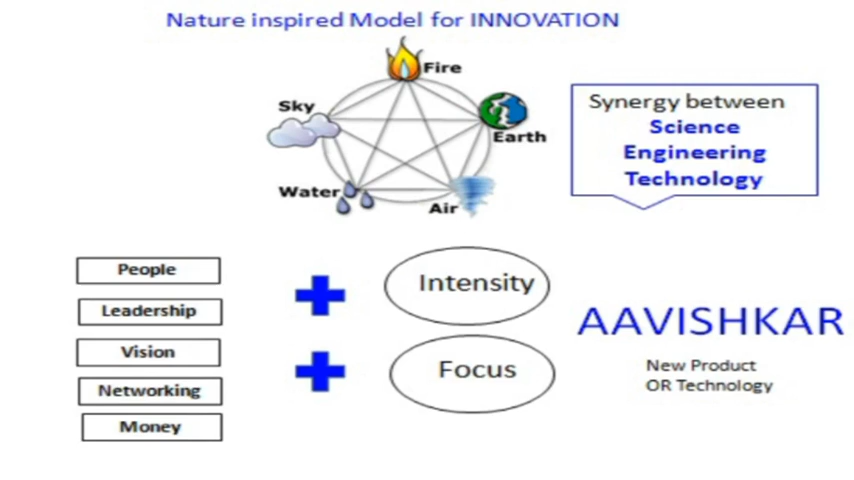 Nature inspired Model for INNOVATION
Fire
Sky
Earth
Water
Air
Synergy between
Science
Engineering
Technology
People
Leadership
Vision
Networking
Money
Intensity
Focus
AAVISHKAR
New Product
OR Technology